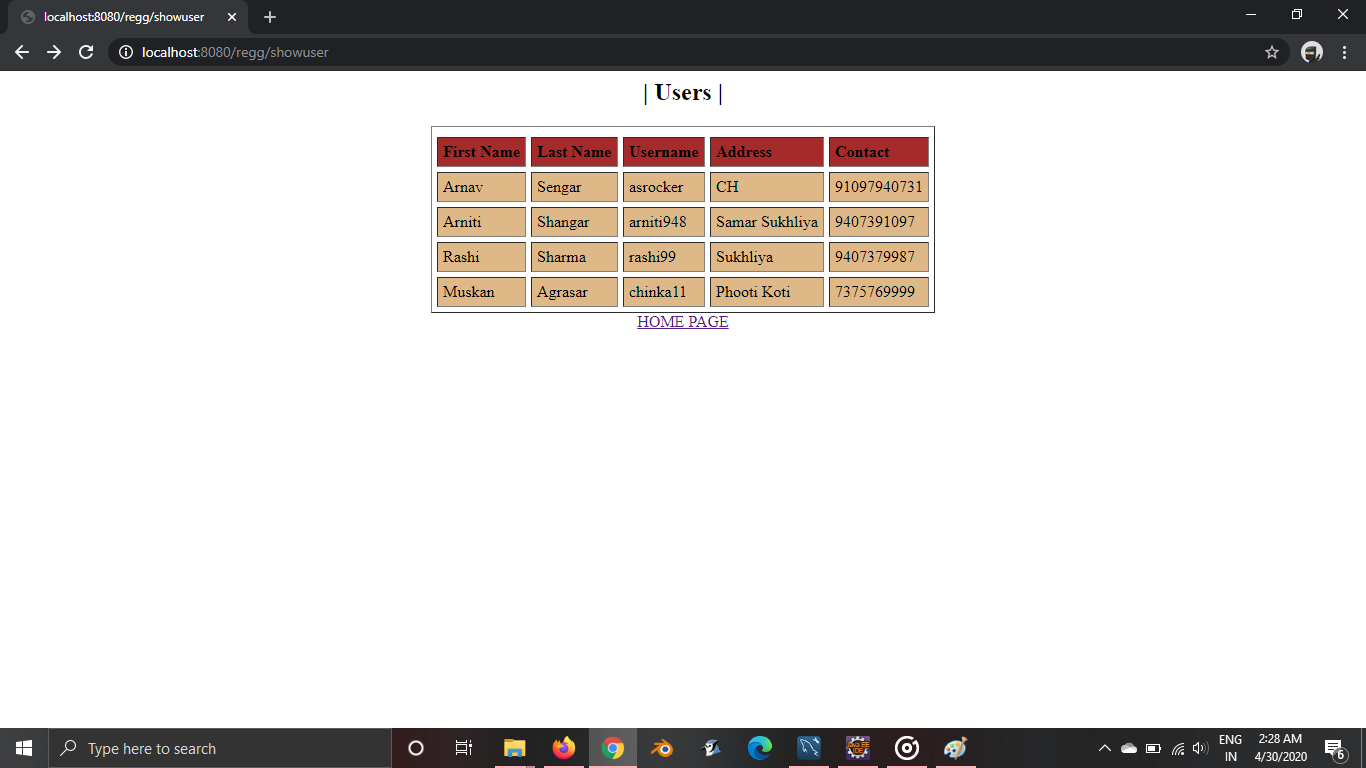 localhost:8080/regg/showuser
localhost:8080/regg/showuser
| Users |
First Name Last Name Username Address Contact
Arnav Sengar asrocker CH 91097940731
Arniti Shangar arniti948 Samar Sukhliya 9407391097
Rashi Sharma rashi99 Sukhliya 9407379987
Muskan Agrasar chinka11 Phooti Koti 7375769999
HOME PAGE
Type here to search
ENG
IN
2:28 AM
4/30/2020
6